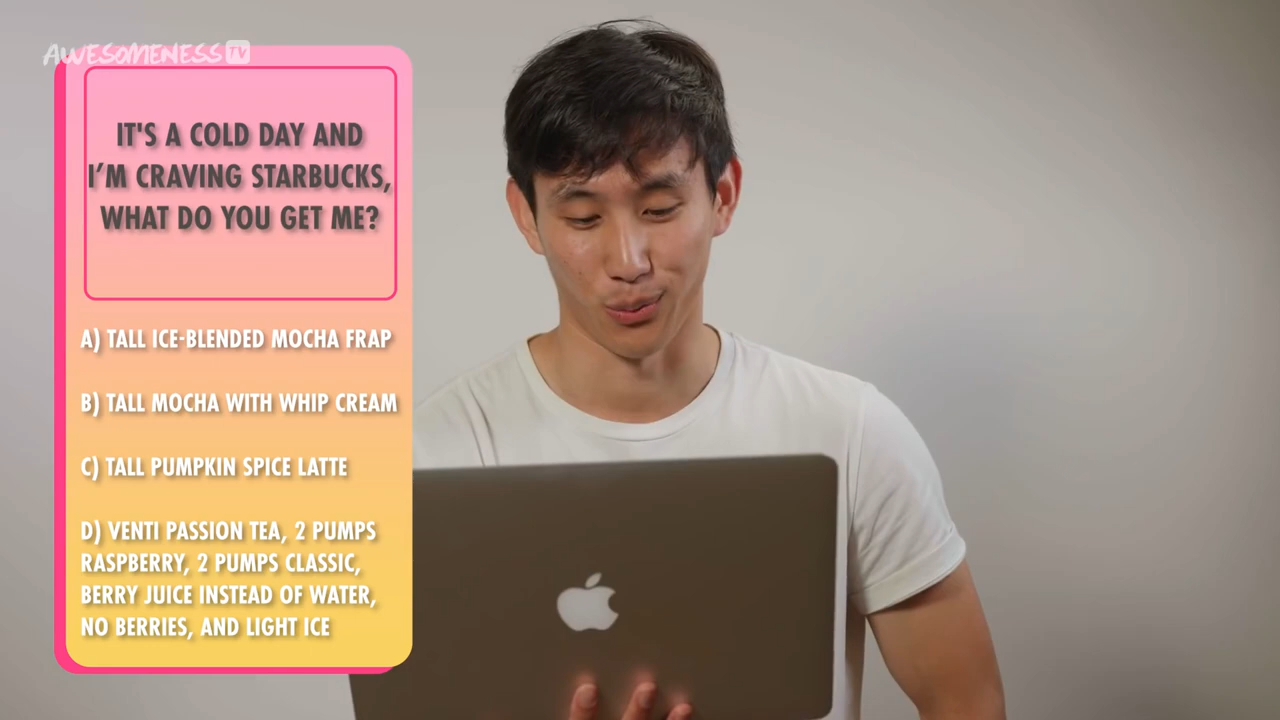 AWESOMENESS TV
IT'S A COLD DAY AND
I'M CRAVING STARBUCKS,
WHAT DO YOU GET ME?
A) TALL ICE-BLENDED MOCHA FRAP
B) TALL MOCHA WITH WHIP CREAM
C) TALL PUMPKIN SPICE LATTE
D) VENTI PASSION TEA, 2 PUMPS
RASPBERRY, 2 PUMPS CLASSIC,
BERRY JUICE INSTEAD OF WATER,
NO BERRIES, AND LIGHT ICE